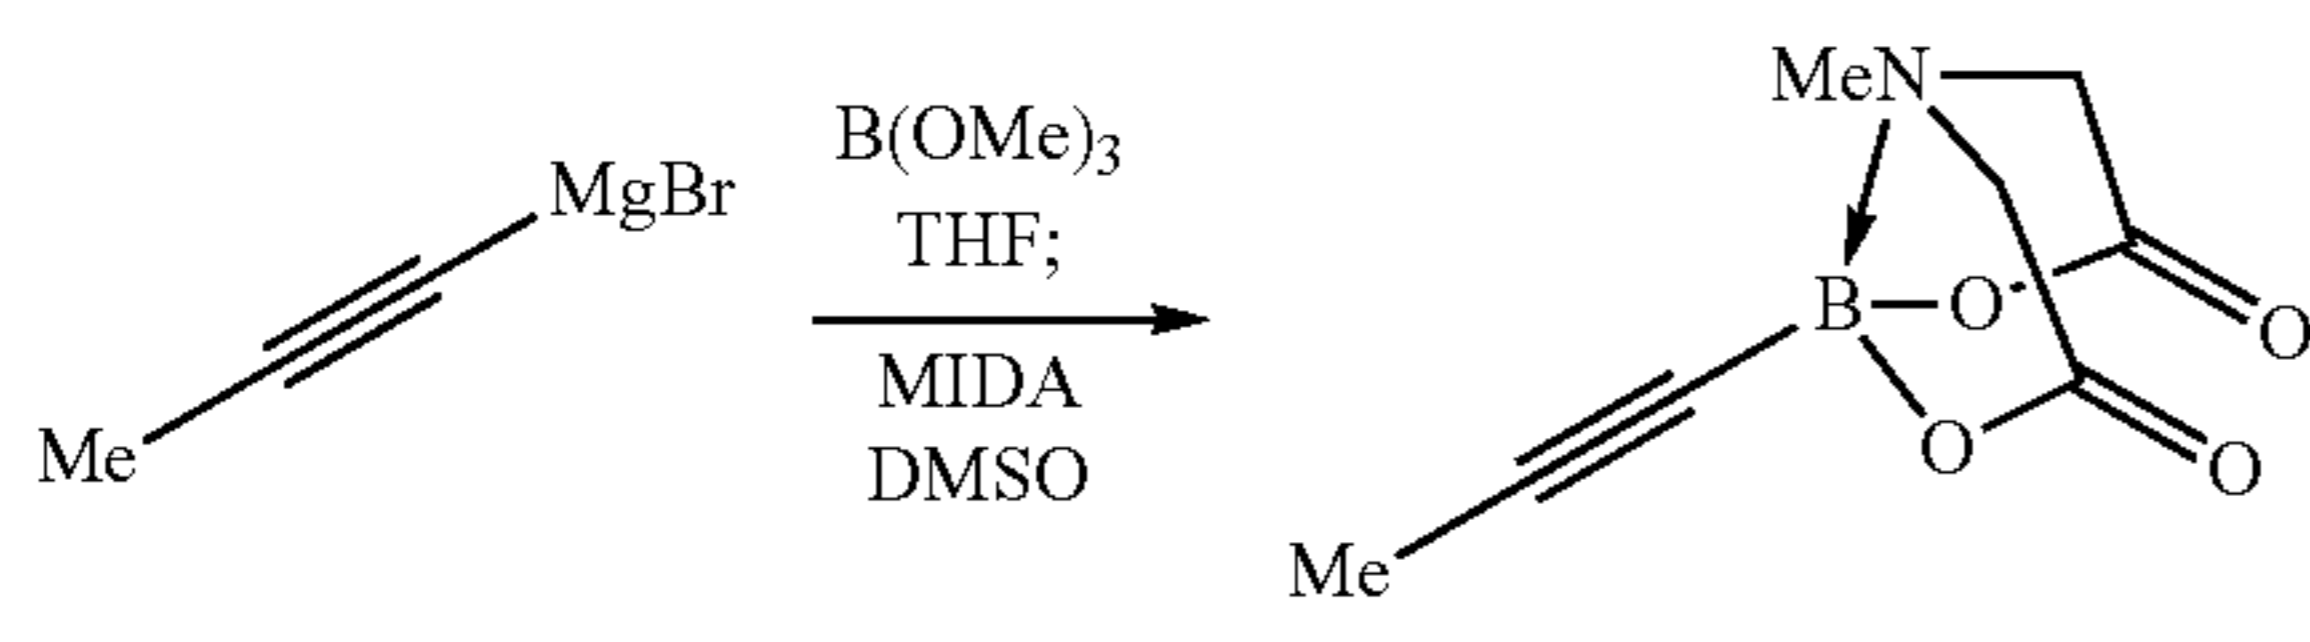 Me
MgBr
B(OMe)₃
THF;
MIDA
DMSO
MeN
B
O
O
O
O
Me